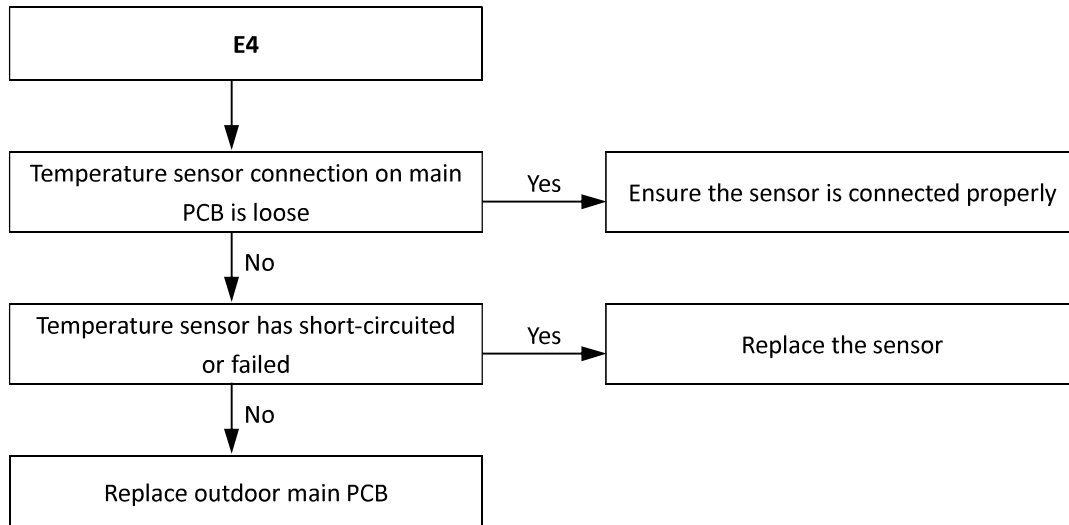 E4
Temperature sensor connection on main
PCB is loose
Yes
Ensure the sensor is connected properly
No
Temperature sensor has short-circuited
or failed
Yes
Replace the sensor
No
Replace outdoor main PCB